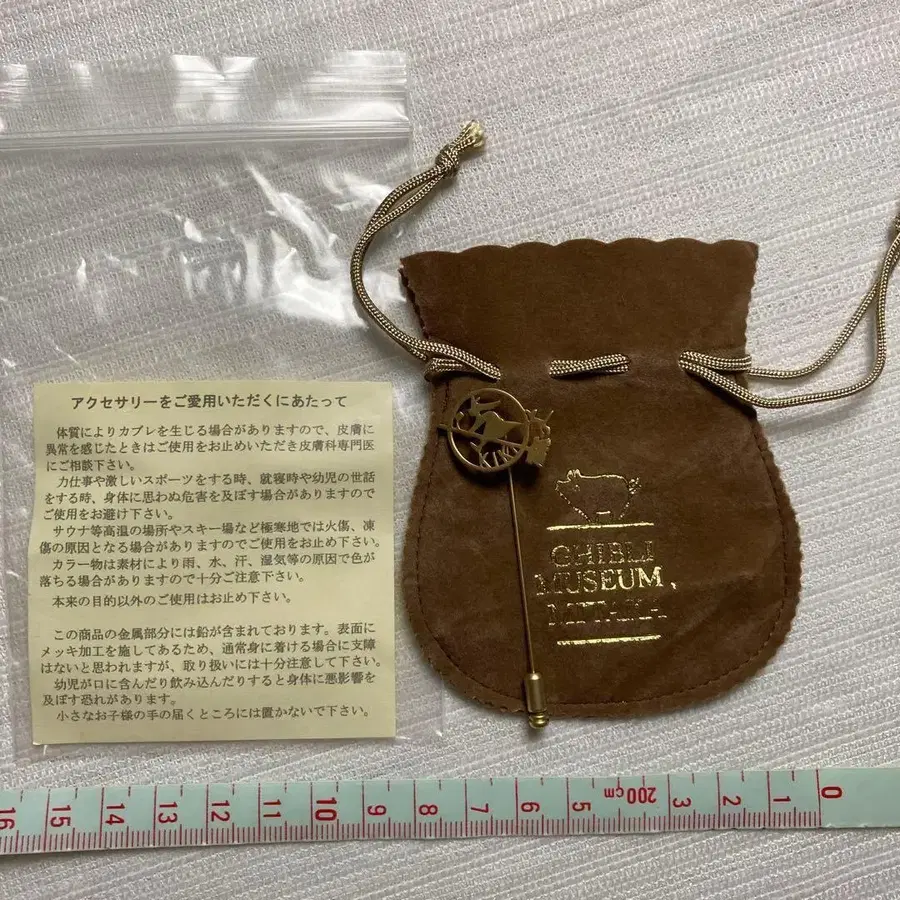 アクセサリーをご愛用いただくにあたって
体質によりカブレを生じる場合がありますので、皮膚に
異常を感じたときはご使用をお止めいただき皮膚科専門医
にご相談下さい。
力仕事や激しいスポーツをする時、就寝時や幼児の世話
をする時、身体に思わぬ危害を及ぼす場合がありますので
ご使用をお避け下さい。
サウナ等高温の場所やスキー場など極寒地では火傷、凍
傷の原因となる場合がありますのでご使用をお止め下さい。
カラー物は素材により雨、水、汗、湿気等の原因で色が
落ちる場合がありますので十分ご注意下さい。
本来の目的以外のご使用はお止め下さい。
この商品の金属部分には鉛が含まれております。表面に
メッキ加工を施してあるため、通常身に着ける場合に支障
はないと思われますが、取り扱いには十分注意して下さい。
幼児が口に含んだり飲み込んだりすると身体に悪影響を
及ぼす恐れがあります。
小さなお子様の手の届くところには置かないで下さい。
KIKI
GHIBLI
MUSEUM,
MITAKA
16 15 14 13 12 11 10 9 8 7 6 5 200cm 3 2 1 0